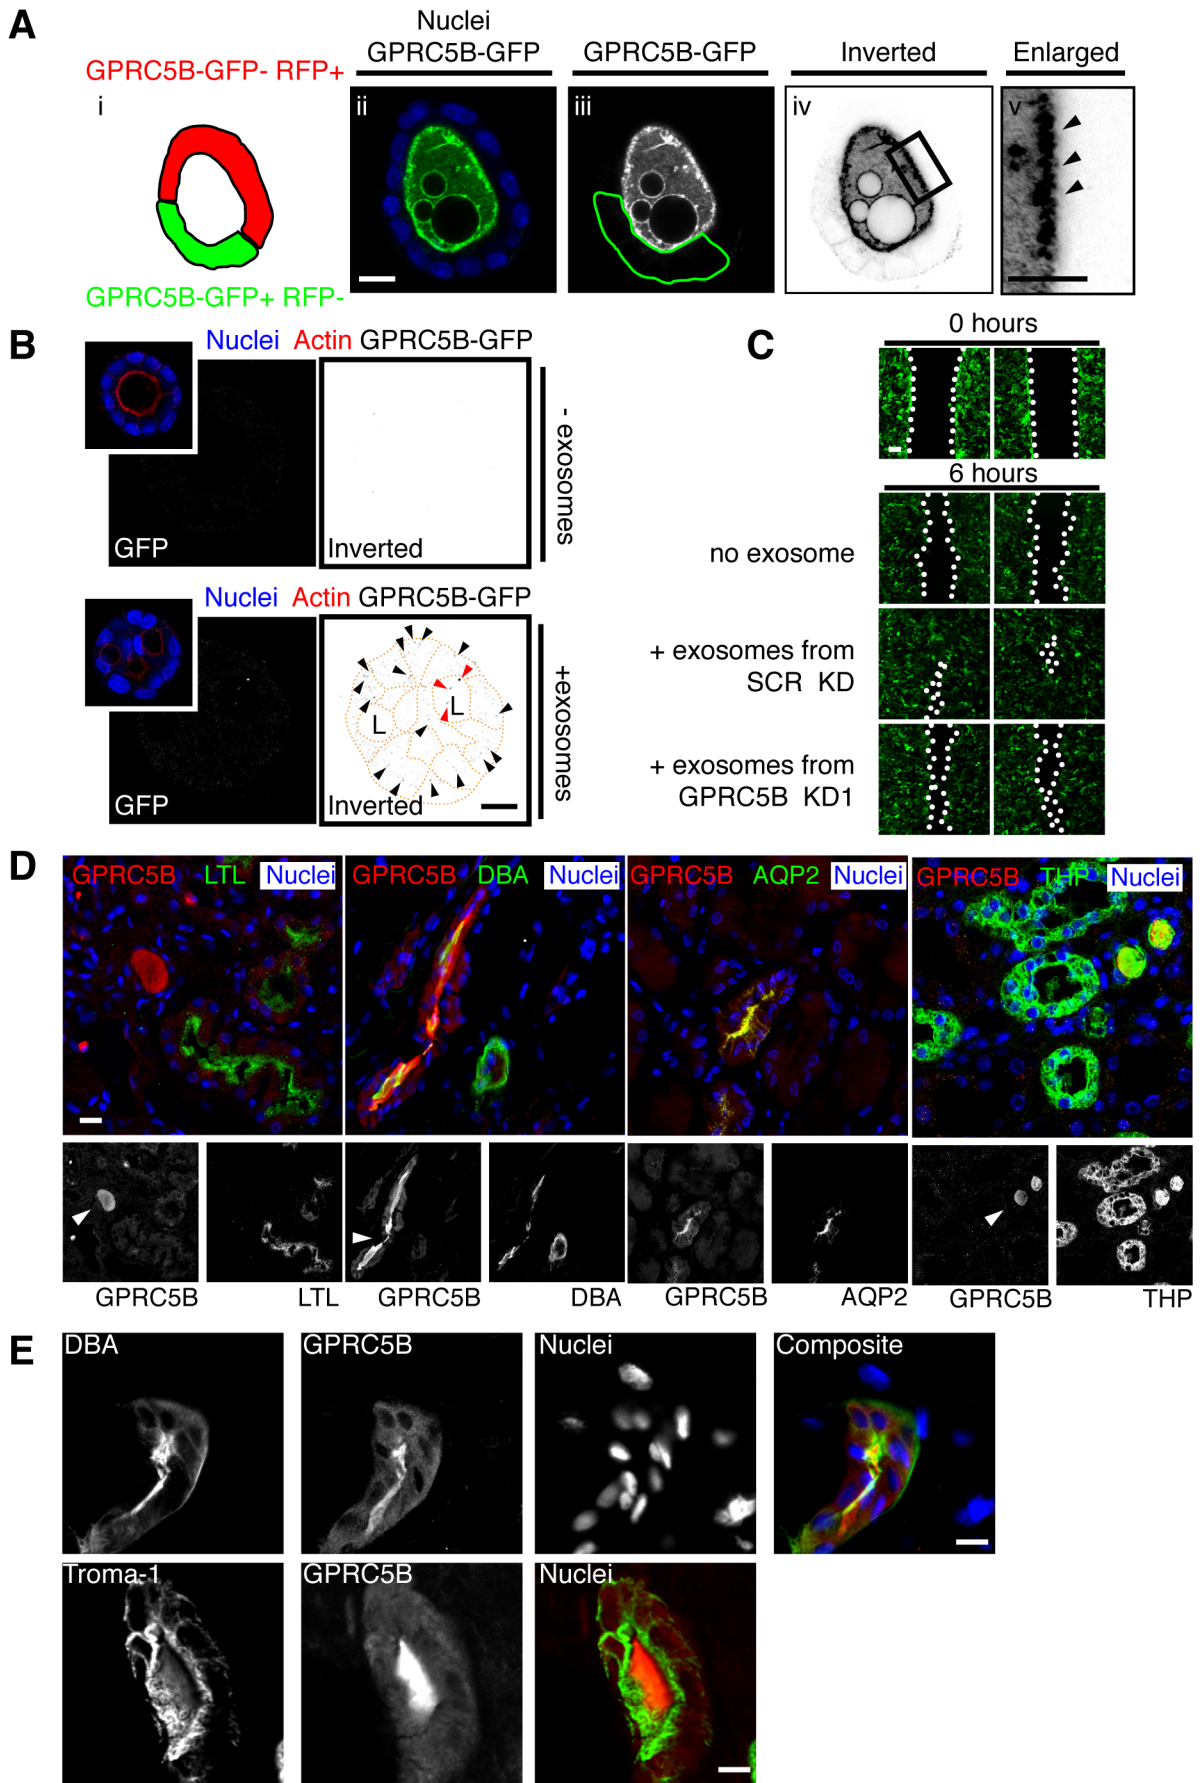 A
GPRC5B-GFP- RFP+
Nuclei
GPRC5B-GFP
GPRC5B-GFP
Inverted
Enlarged
i
ii
iii
iv
v
GPRC5B-GFP+ RFP-
B
Nuclei Actin GPRC5B-GFP
GFP
Inverted
- exosomes
Nuclei Actin GPRC5B-GFP
L
L
GFP
Inverted
+exosomes
C
0 hours
6 hours
no exosome
+ exosomes from
SCR KD
+ exosomes from
GPRC5B KD1
D
GPRC5B LTL Nuclei
GPRC5B DBA Nuclei
GPRC5B AQP2 Nuclei
GPRC5B THP Nuclei
GPRC5B
LTL
GPRC5B
DBA
GPRC5B
AQP2
GPRC5B
THP
E
DBA
GPRC5B
Nuclei
Composite
Troma-1
GPRC5B
Nuclei